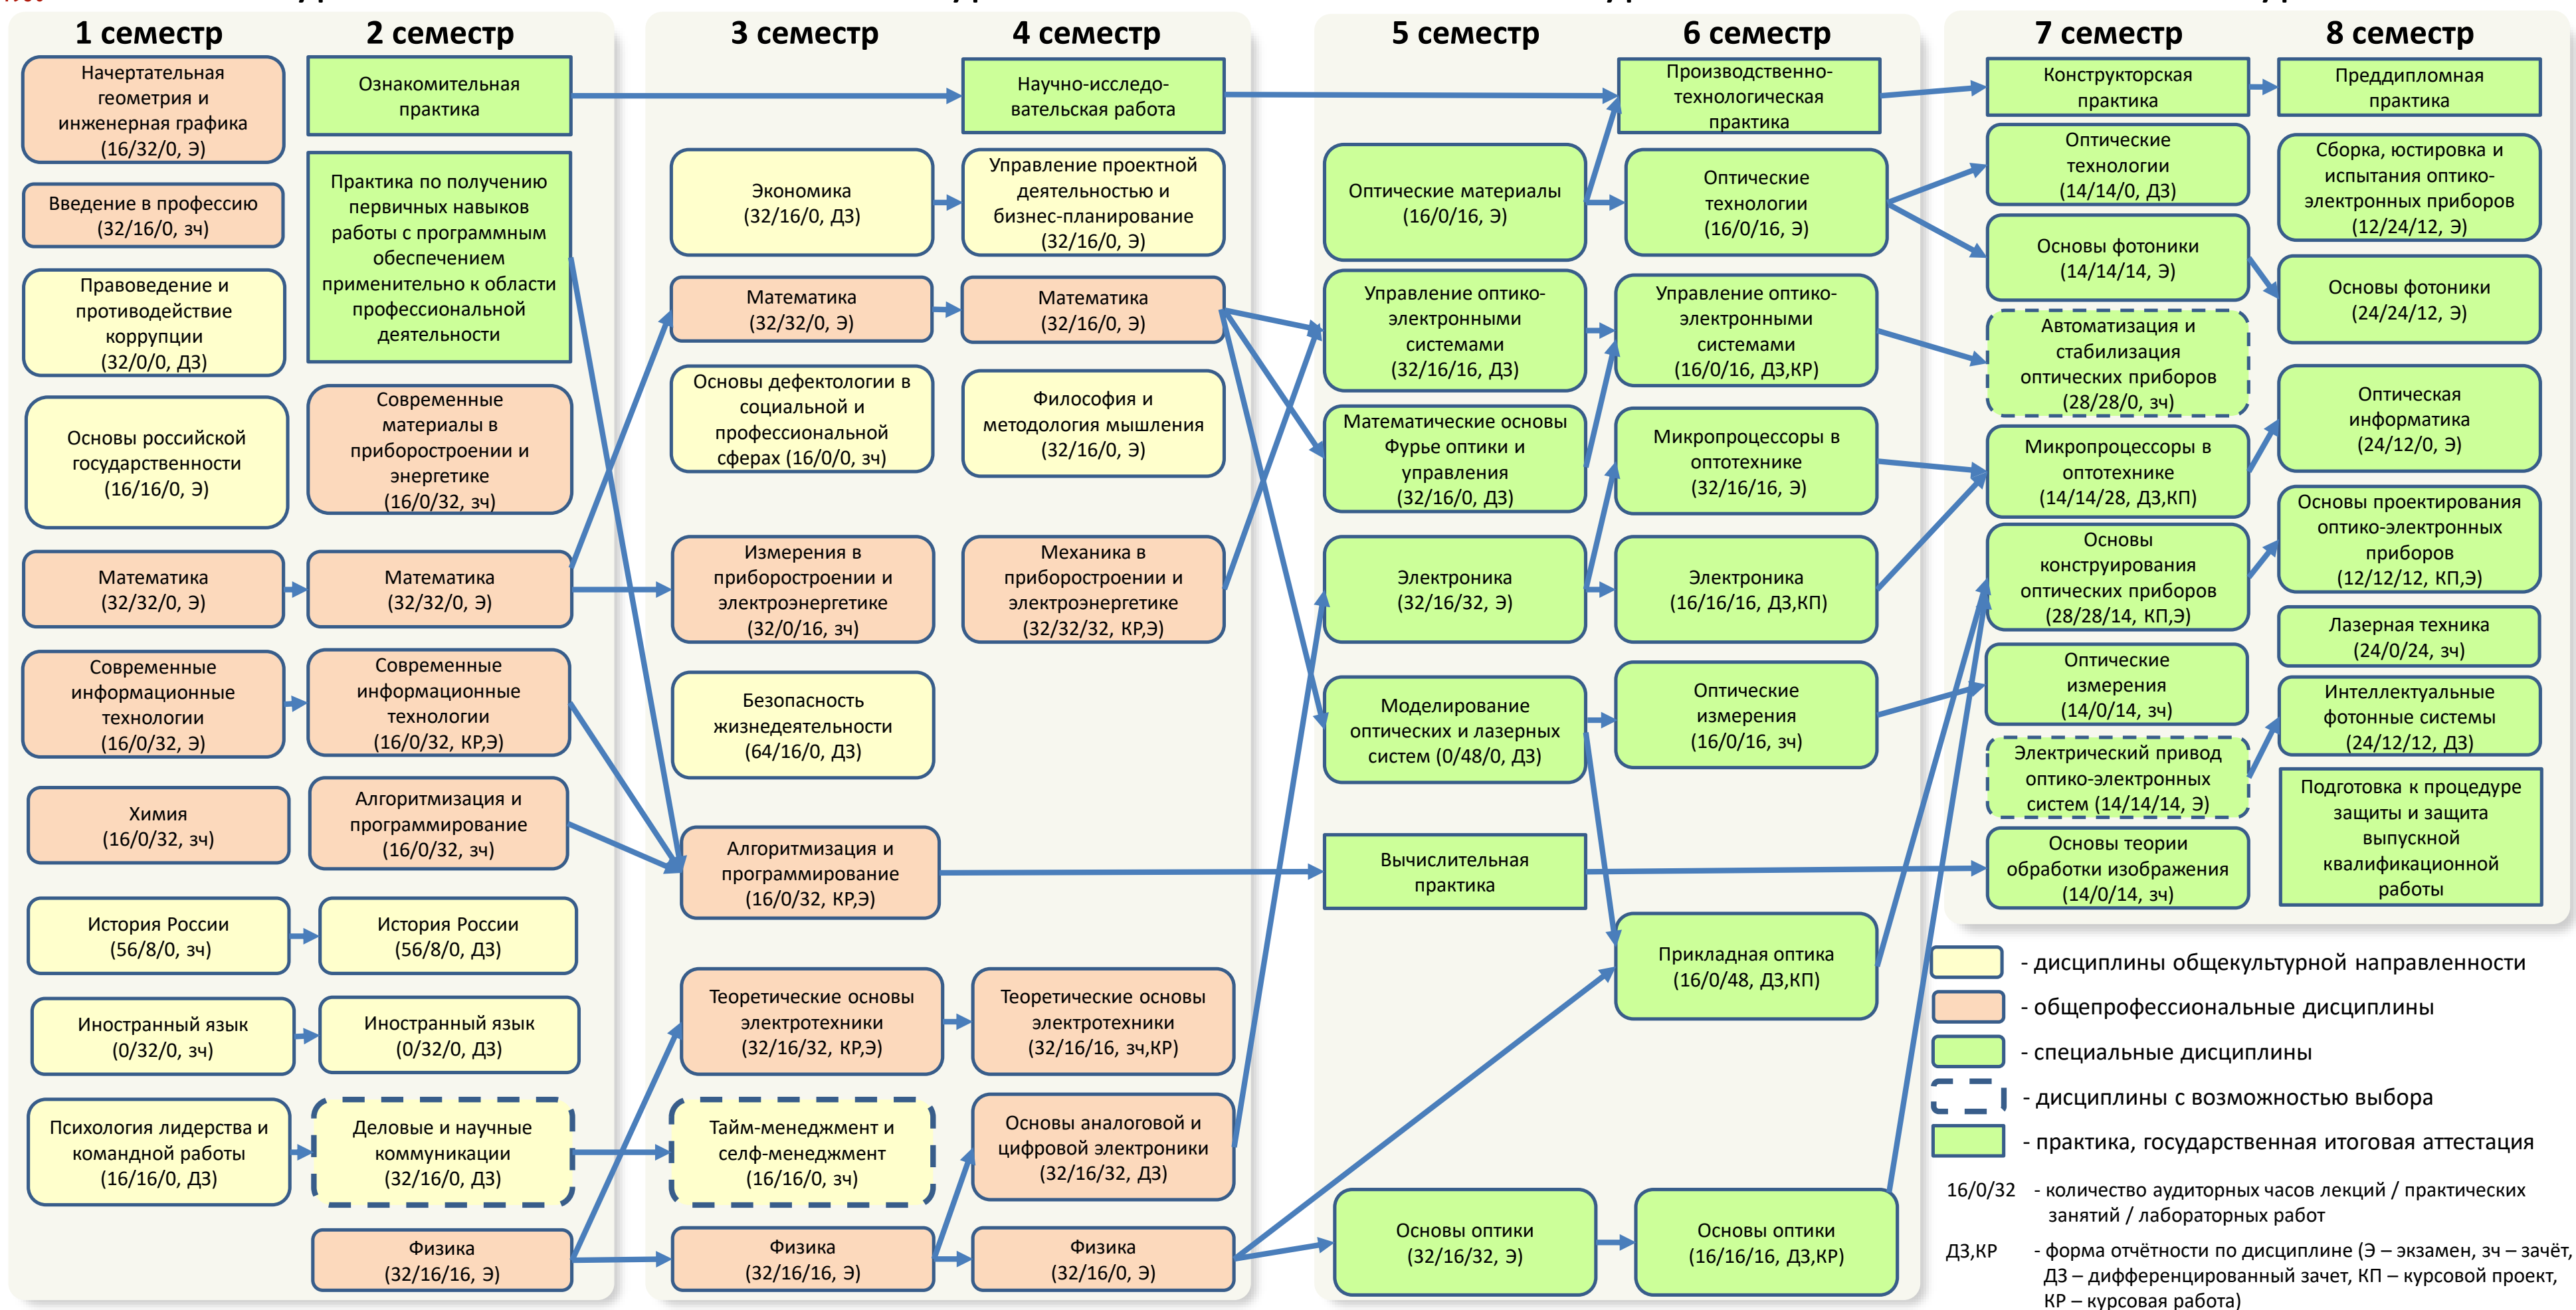 1 семестр
Начертательная
геометрия и
инженерная графика
(16/32/0, Э)
Введение в профессию
(32/16/0, зч)
Правоведение и
противодействие
коррупции
(32/0/0, ДЗ)
Основы российской
государственности
(16/16/0, Э)
Математика
(32/32/0, Э)
Современные
информационные
технологии
(16/0/32, Э)
Химия
(16/0/32, зч)
История России
(56/8/0, зч)
Иностранный язык
(0/32/0, зч)
Психология лидерства и
командной работы
(16/16/0, ДЗ)
2 семестр
Ознакомительная
практика
Практика по получению
первичных навыков
работы с программным
обеспечением
применительно к области
профессиональной
деятельности
Современные
материалы в
приборостроении и
энергетике
(16/0/32, зч)
Математика
(32/32/0, Э)
Современные
информационные
технологии
(16/0/32, КР,Э)
Алгоритмизация и
программирование
(16/0/32, зч)
История России
(56/8/0, ДЗ)
Иностранный язык
(0/32/0, ДЗ)
Деловые и научные
коммуникации
(32/16/0, ДЗ)
Физика
(32/16/16, Э)
3 семестр
Экономика
(32/16/0, ДЗ)
Математика
(32/32/0, Э)
Основы дефектологии в
социальной и
профессиональной
сферах (16/0/0, зч)
Измерения в
приборостроении и
электроэнергетике
(32/0/16, зч)
Безопасность
жизнедеятельности
(64/16/0, ДЗ)
Алгоритмизация и
программирование
(16/0/32, КР,Э)
Теоретические основы
электротехники
(32/16/32, КР,Э)
Тайм-менеджмент и
селф-менеджмент
(16/16/0, зч)
Физика
(32/16/16, Э)
4 семестр
Научно-исследо-
вательская работа
Управление проектной
деятельностью и
бизнес-планирование
(32/16/0, Э)
Математика
(32/16/0, Э)
Философия и
методология мышления
(32/16/0, Э)
Механика в
приборостроении и
электроэнергетике
(32/32/32, КР,Э)
Теоретические основы
электротехники
(32/16/16, зч,КР)
Основы аналоговой и
цифровой электроники
(32/16/32, ДЗ)
Физика
(32/16/0, Э)
5 семестр
Оптические материалы
(16/0/16, Э)
Управление оптико-
электронными
системами
(32/16/16, ДЗ)
Математические основы
Фурье оптики и
управления
(32/16/0, ДЗ)
Электроника
(32/16/32, Э)
Моделирование
оптических и лазерных
систем (0/48/0, ДЗ)
Вычислительная
практика
Основы оптики
(32/16/32, Э)
6 семестр
Производственно-
технологическая
практика
Оптические
технологии
(16/0/16, Э)
Управление оптико-
электронными
системами
(16/0/16, ДЗ,КР)
Микропроцессоры в
оптотехнике
(32/16/16, Э)
Электроника
(16/16/16, ДЗ,КП)
Оптические
измерения
(16/0/16, зч)
Прикладная оптика
(16/0/48, ДЗ,КП)
Основы оптики
(16/16/16, ДЗ,КР)
7 семестр
Конструкторская
практика
Оптические
технологии
(14/14/0, ДЗ)
Основы фотоники
(14/14/14, Э)
Автоматизация и
стабилизация
оптических приборов
(28/28/0, зч)
Микропроцессоры в
оптотехнике
(14/14/28, ДЗ,КП)
Основы
конструирования
оптических приборов
(28/28/14, КП,Э)
Оптические
измерения
(14/0/14, зч)
Электрический привод
оптико-электронных
систем (14/14/14, Э)
Основы теории
обработки изображения
(14/0/14, зч)
8 семестр
Преддипломная
практика
Сборка, юстировка и
испытания оптико-
электронных приборов
(12/24/12, Э)
Основы фотоники
(24/24/12, Э)
Оптическая
информатика
(24/12/0, Э)
Основы проектирования
оптико-электронных
приборов
(12/12/12, КП,Э)
Лазерная техника
(24/0/24, зч)
Интеллектуальные
фотонные системы
(24/12/12, ДЗ)
Подготовка к процедуре
защиты и защита
выпускной
квалификационной
работы
- дисциплины общекультурной направленности
- общепрофессиональные дисциплины
- специальные дисциплины
- дисциплины с возможностью выбора
- практика, государственная итоговая аттестация
16/0/32 - количество аудиторных часов лекций / практических
занятий / лабораторных работ
ДЗ,КР - форма отчётности по дисциплине (Э – экзамен, зч – зачёт,
ДЗ – дифференцированный зачет, КП – курсовой проект,
КР – курсовая работа)